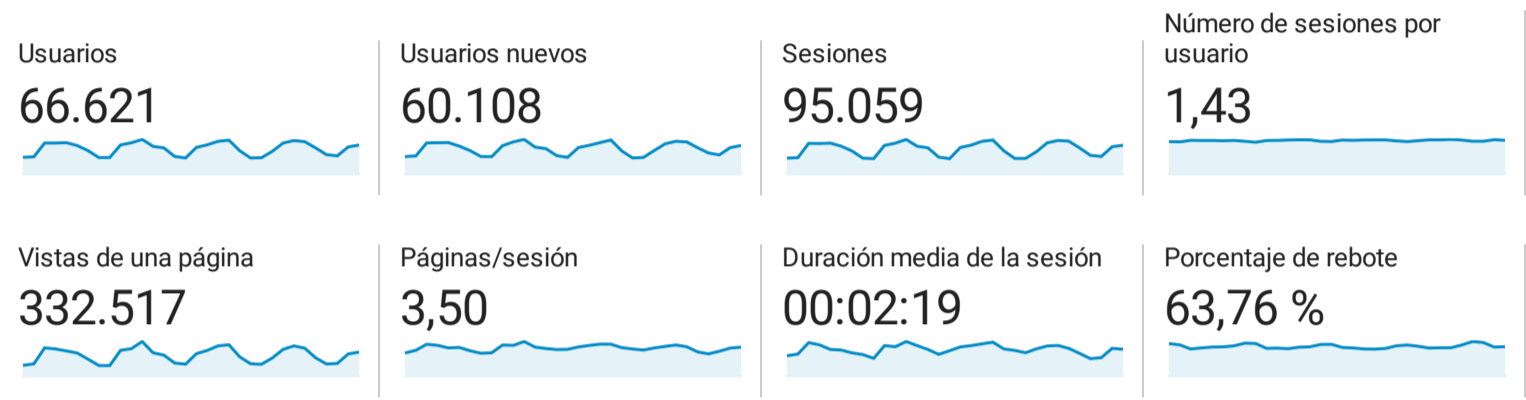 Usuarios
66.621
Usuarios nuevos
60.108
Sesiones
95.059
Número de sesiones por
usuario
1,43
Vistas de una página
332.517
Páginas/sesión
3,50
Duración media de la sesión
00:02:19
Porcentaje de rebote
63,76 %